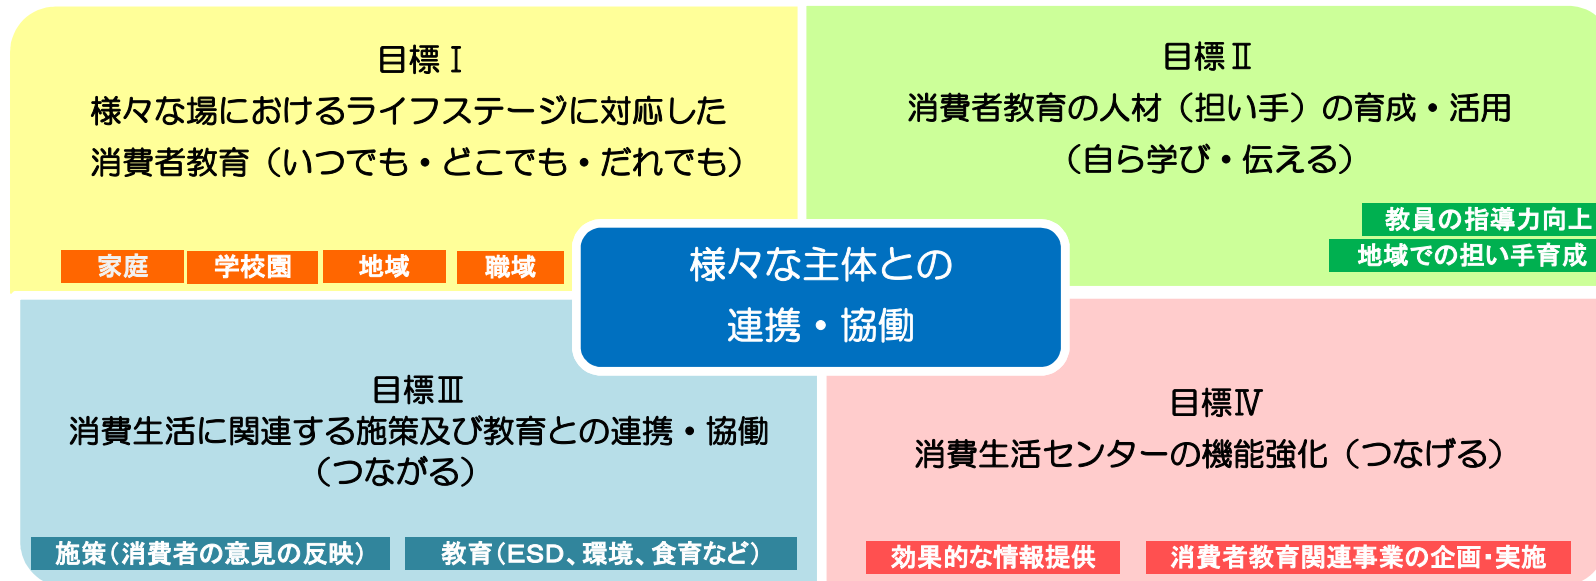 目標Ⅰ
様々な場におけるライフステージに対応した
消費者教育（いつでも・どこでも・だれでも）
家庭
学校園
地域
職域
目標Ⅱ
消費者教育の人材（担い手）の育成・活用
（自ら学び・伝える）
教員の指導力向上
地域での担い手育成
様々な主体との
連携・協働
目標Ⅲ
消費生活に関連する施策及び教育との連携・協働
（つながる）
施策（消費者の意見の反映）
教育（ESD、環境、食育など）
目標Ⅳ
消費生活センターの機能強化（つなげる）
効果的な情報提供
消費者教育関連事業の企画・実施